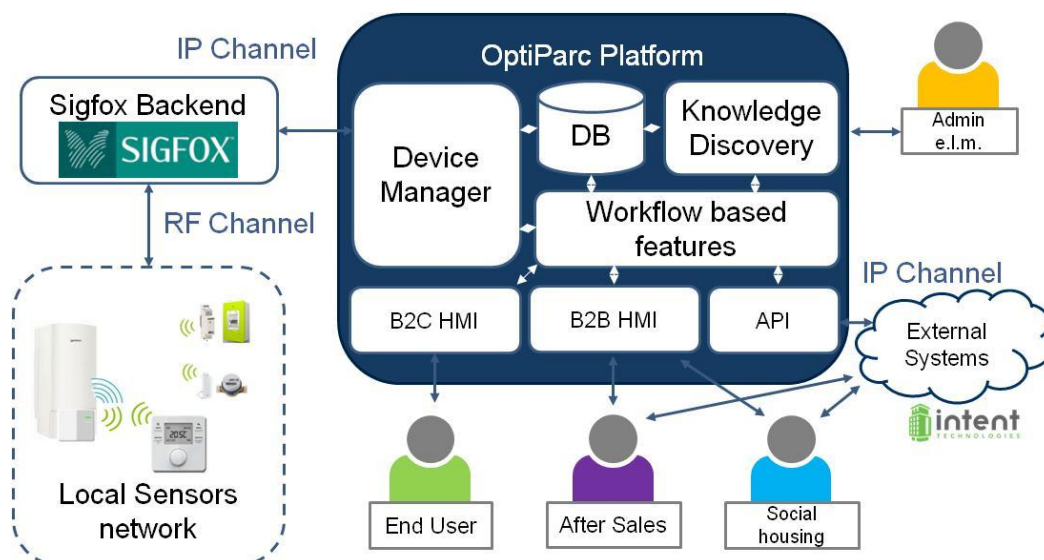 IP Channel
Sigfox Backend
SIGFOX
RF Channel
Local Sensors
network
OptiParc Platform
Device
Manager
DB
Knowledge
Discovery
Workflow based
features
B2C HMI
B2B HMI
API
Admin
e.l.m.
IP Channel
External
Systems
intent
TECHNOLOGIES
End User
After Sales
Social
housing